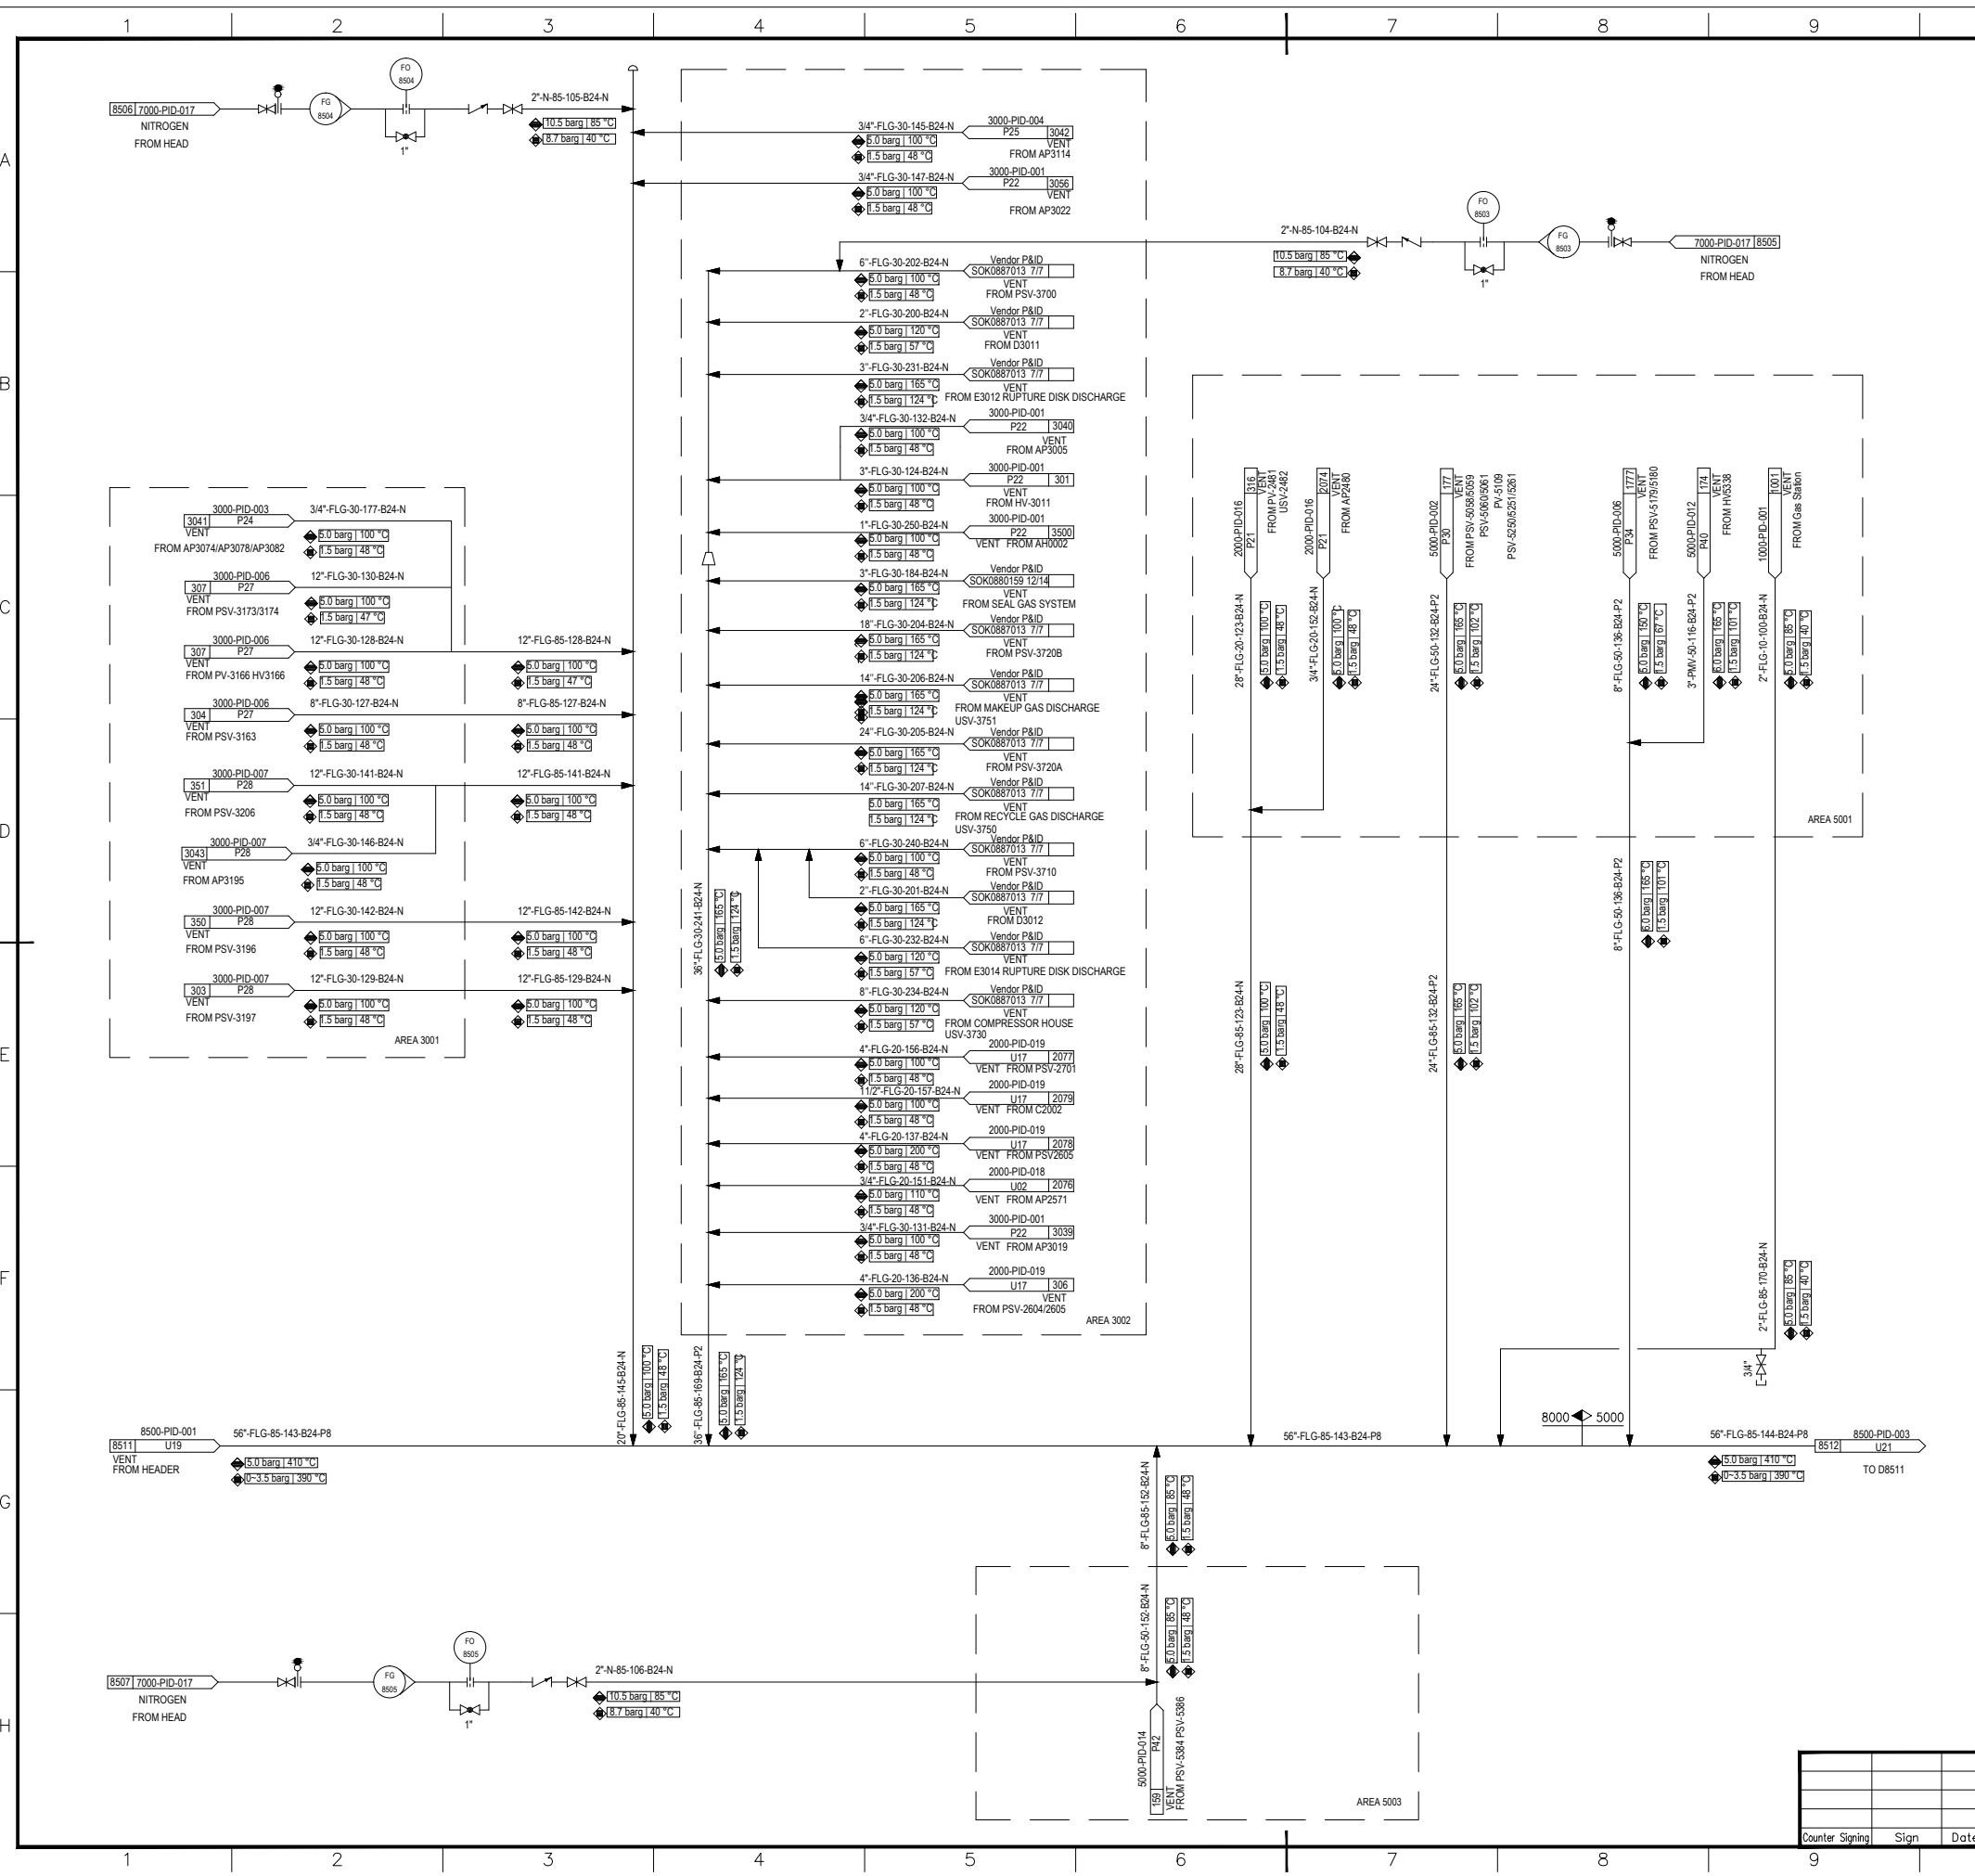 1 2 3 4 5 6 7 8 9
A
B
C
D
E
F
G
H
8506 7000-PID-017
NITROGEN
FROM HEAD
FG 8504
FO 8504
1"
2"-N-85-105-B24-N
10.5 barg | 85 °C
8.7 barg | 40 °C
3/4"-FLG-30-145-B24-N
5.0 barg | 100 °C
1.5 barg | 48 °C
3000-PID-004
P25 3042
VENT
FROM AP3114
3/4"-FLG-30-147-B24-N
5.0 barg | 100 °C
1.5 barg | 48 °C
3000-PID-001
P22 3056
VENT
FROM AP3022
2"-N-85-104-B24-N
10.5 barg | 85 °C
8.7 barg | 40 °C
FO 8503
1"
FG 8503
7000-PID-017 8505
NITROGEN
FROM HEAD
6"-FLG-30-202-B24-N
5.0 barg | 100 °C
1.5 barg | 48 °C
Vendor P&ID
SOK0887013 7/7
VENT
FROM PSV-3700
2"-FLG-30-200-B24-N
5.0 barg | 120 °C
1.5 barg | 57 °C
Vendor P&ID
SOK0887013 7/7
VENT
FROM D3011
3"-FLG-30-231-B24-N
5.0 barg | 165 °C
1.5 barg | 124 °C
Vendor P&ID
SOK0887013 7/7
VENT
FROM E3012 RUPTURE DISK DISCHARGE
3/4"-FLG-30-132-B24-N
5.0 barg | 100 °C
1.5 barg | 48 °C
3000-PID-001
P22 3040
VENT
FROM AP3005
3"-FLG-30-124-B24-N
5.0 barg | 100 °C
1.5 barg | 48 °C
3000-PID-001
P22 301
VENT
FROM HV-3011
1"-FLG-30-250-B24-N
5.0 barg | 100 °C
1.5 barg | 48 °C
3000-PID-001
P22 3500
VENT FROM AH0002
3"-FLG-30-184-B24-N
5.0 barg | 165 °C
1.5 barg | 124 °C
Vendor P&ID
SOK0880159 12/14
VENT
FROM SEAL GAS SYSTEM
18"-FLG-30-204-B24-N
5.0 barg | 165 °C
1.5 barg | 124 °C
Vendor P&ID
SOK0887013 7/7
VENT
FROM PSV-3720B
14"-FLG-30-206-B24-N
5.0 barg | 165 °C
1.5 barg | 124 °C
Vendor P&ID
SOK0887013 7/7
VENT
FROM MAKEUP GAS DISCHARGE
USV-3751
24"-FLG-30-205-B24-N
5.0 barg | 165 °C
1.5 barg | 124 °C
Vendor P&ID
SOK0887013 7/7
VENT
FROM PSV-3720A
14"-FLG-30-207-B24-N
5.0 barg | 165 °C
1.5 barg | 124 °C
Vendor P&ID
SOK0887013 7/7
VENT
FROM RECYCLE GAS DISCHARGE
USV-3750
6"-FLG-30-240-B24-N
5.0 barg | 100 °C
1.5 barg | 48 °C
Vendor P&ID
SOK0887013 7/7
VENT
FROM PSV-3710
2"-FLG-30-201-B24-N
5.0 barg | 165 °C
1.5 barg | 124 °C
Vendor P&ID
SOK0887013 7/7
VENT
FROM D3012
6"-FLG-30-232-B24-N
5.0 barg | 120 °C
1.5 barg | 57 °C
Vendor P&ID
SOK0887013 7/7
VENT
FROM E3014 RUPTURE DISK DISCHARGE
8"-FLG-30-234-B24-N
5.0 barg | 120 °C
1.5 barg | 57 °C
Vendor P&ID
SOK0887013 7/7
VENT
FROM COMPRESSOR HOUSE
USV-3730
4"-FLG-20-156-B24-N
5.0 barg | 100 °C
1.5 barg | 48 °C
2000-PID-019
U17 2077
VENT FROM PSV-2701
11/2"-FLG-20-157-B24-N
5.0 barg | 100 °C
1.5 barg | 48 °C
2000-PID-019
U17 2079
VENT FROM C2002
4"-FLG-20-137-B24-N
5.0 barg | 200 °C
1.5 barg | 48 °C
2000-PID-019
U17 2078
VENT FROM PSV2605
3/4"-FLG-20-151-B24-N
5.0 barg | 110 °C
1.5 barg | 48 °C
2000-PID-018
U02 2076
VENT FROM AP2571
3/4"-FLG-30-131-B24-N
5.0 barg | 100 °C
1.5 barg | 48 °C
3000-PID-001
P22 3039
VENT FROM AP3019
4"-FLG-20-136-B24-N
5.0 barg | 200 °C
1.5 barg | 48 °C
2000-PID-019
U17 306
VENT
FROM PSV-2604/2605
AREA 3002
36"-FLG-30-241-B24-N
5.0 barg | 165 °C
1.5 barg | 124 °C
3000-PID-003
3041 P24
VENT
FROM AP3074/AP3078/AP3082
3/4"-FLG-30-177-B24-N
5.0 barg | 100 °C
1.5 barg | 48 °C
3000-PID-006
307 P27
VENT
FROM PSV-3173/3174
12"-FLG-30-130-B24-N
5.0 barg | 100 °C
1.5 barg | 47 °C
3000-PID-006
307 P27
VENT
FROM PV-3166 HV3166
12"-FLG-30-128-B24-N
5.0 barg | 100 °C
1.5 barg | 48 °C
12"-FLG-85-128-B24-N
5.0 barg | 100 °C
1.5 barg | 47 °C
3000-PID-006
304 P27
VENT
FROM PSV-3163
8"-FLG-30-127-B24-N
5.0 barg | 100 °C
1.5 barg | 48 °C
8"-FLG-85-127-B24-N
5.0 barg | 100 °C
1.5 barg | 48 °C
3000-PID-007
351 P28
VENT
FROM PSV-3206
12"-FLG-30-141-B24-N
5.0 barg | 100 °C
1.5 barg | 48 °C
12"-FLG-85-141-B24-N
5.0 barg | 100 °C
1.5 barg | 48 °C
3000-PID-007
3043 P28
VENT
FROM AP3195
3/4"-FLG-30-146-B24-N
5.0 barg | 100 °C
1.5 barg | 48 °C
3000-PID-007
350 P28
VENT
FROM PSV-3196
12"-FLG-30-142-B24-N
5.0 barg | 100 °C
1.5 barg | 48 °C
12"-FLG-85-142-B24-N
5.0 barg | 100 °C
1.5 barg | 48 °C
3000-PID-007
303 P28
VENT
FROM PSV-3197
12"-FLG-30-129-B24-N
5.0 barg | 100 °C
1.5 barg | 48 °C
12"-FLG-85-129-B24-N
5.0 barg | 100 °C
1.5 barg | 48 °C
AREA 3001
2000-PID-016
P21 316
VENT
FROM PV-2481
USV-2482
28"-FLG-20-123-B24-N
5.0 barg | 100 °C
1.5 barg | 48 °C
2000-PID-016
P21 2074
VENT
FROM AP2480
3/4"-FLG-20-152-B24-N
5.0 barg | 100 °C
1.5 barg | 48 °C
5000-PID-002
P30 177
VENT
FROM PSV-5058/5059
PSV-5060/5061
PV-5109
PSV-5250/5251/5261
24"-FLG-50-132-B24-P2
5.0 barg | 165 °C
1.5 barg | 102 °C
5000-PID-006
P34 1777
VENT
FROM PSV-5179/5180
8"-FLG-50-136-B24-P2
5.0 barg | 150 °C
1.5 barg | 67 °C
5000-PID-012
P40 174
VENT
FROM HV5338
3"-PMV-50-116-B24-P2
6.0 barg | 165 °C
1.5 barg | 101 °C
1000-PID-001
1001
VENT
FROM Gas Station
2"-FLG-10-100-B24-N
5.0 barg | 85 °C
1.5 barg | 40 °C
AREA 5001
28"-FLG-85-123-B24-N
5.0 barg | 100 °C
1.5 barg | 48 °C
24"-FLG-85-132-B24-P2
5.0 barg | 165 °C
1.5 barg | 102 °C
8"-FLG-50-136-B24-P2
5.0 barg | 165 °C
1.5 barg | 101 °C
2"-FLG-85-170-B24-N
5.0 barg | 85 °C
1.5 barg | 40 °C
3/4"
20"-FLG-85-145-B24-N
5.0 barg | 100 °C
1.5 barg | 48 °C
36"-FLG-85-169-B24-P2
5.0 barg | 165 °C
1.5 barg | 124 °C
8500-PID-001
8511 U19
VENT
FROM HEADER
56"-FLG-85-143-B24-P8
5.0 barg | 410 °C
0~3.5 barg | 390 °C
56"-FLG-85-143-B24-P8
8000 5000
56"-FLG-85-144-B24-P8
5.0 barg | 410 °C
0~3.5 barg | 390 °C
8500-PID-003
8512 U21
TO D8511
8"-FLG-85-152-B24-N
5.0 barg | 85 °C
1.5 barg | 48 °C
8"-FLG-50-152-B24-N
5.0 barg | 85 °C
1.5 barg | 48 °C
5000-PID-014
159 P42
VENT
FROM PSV-5384 PSV-5386
AREA 5003
8507 7000-PID-017
NITROGEN
FROM HEAD
FG 8505
FO 8505
1"
2"-N-85-106-B24-N
10.5 barg | 85 °C
8.7 barg | 40 °C
Counter Signing Sign Date
1 2 3 4 5 6 7 8 9